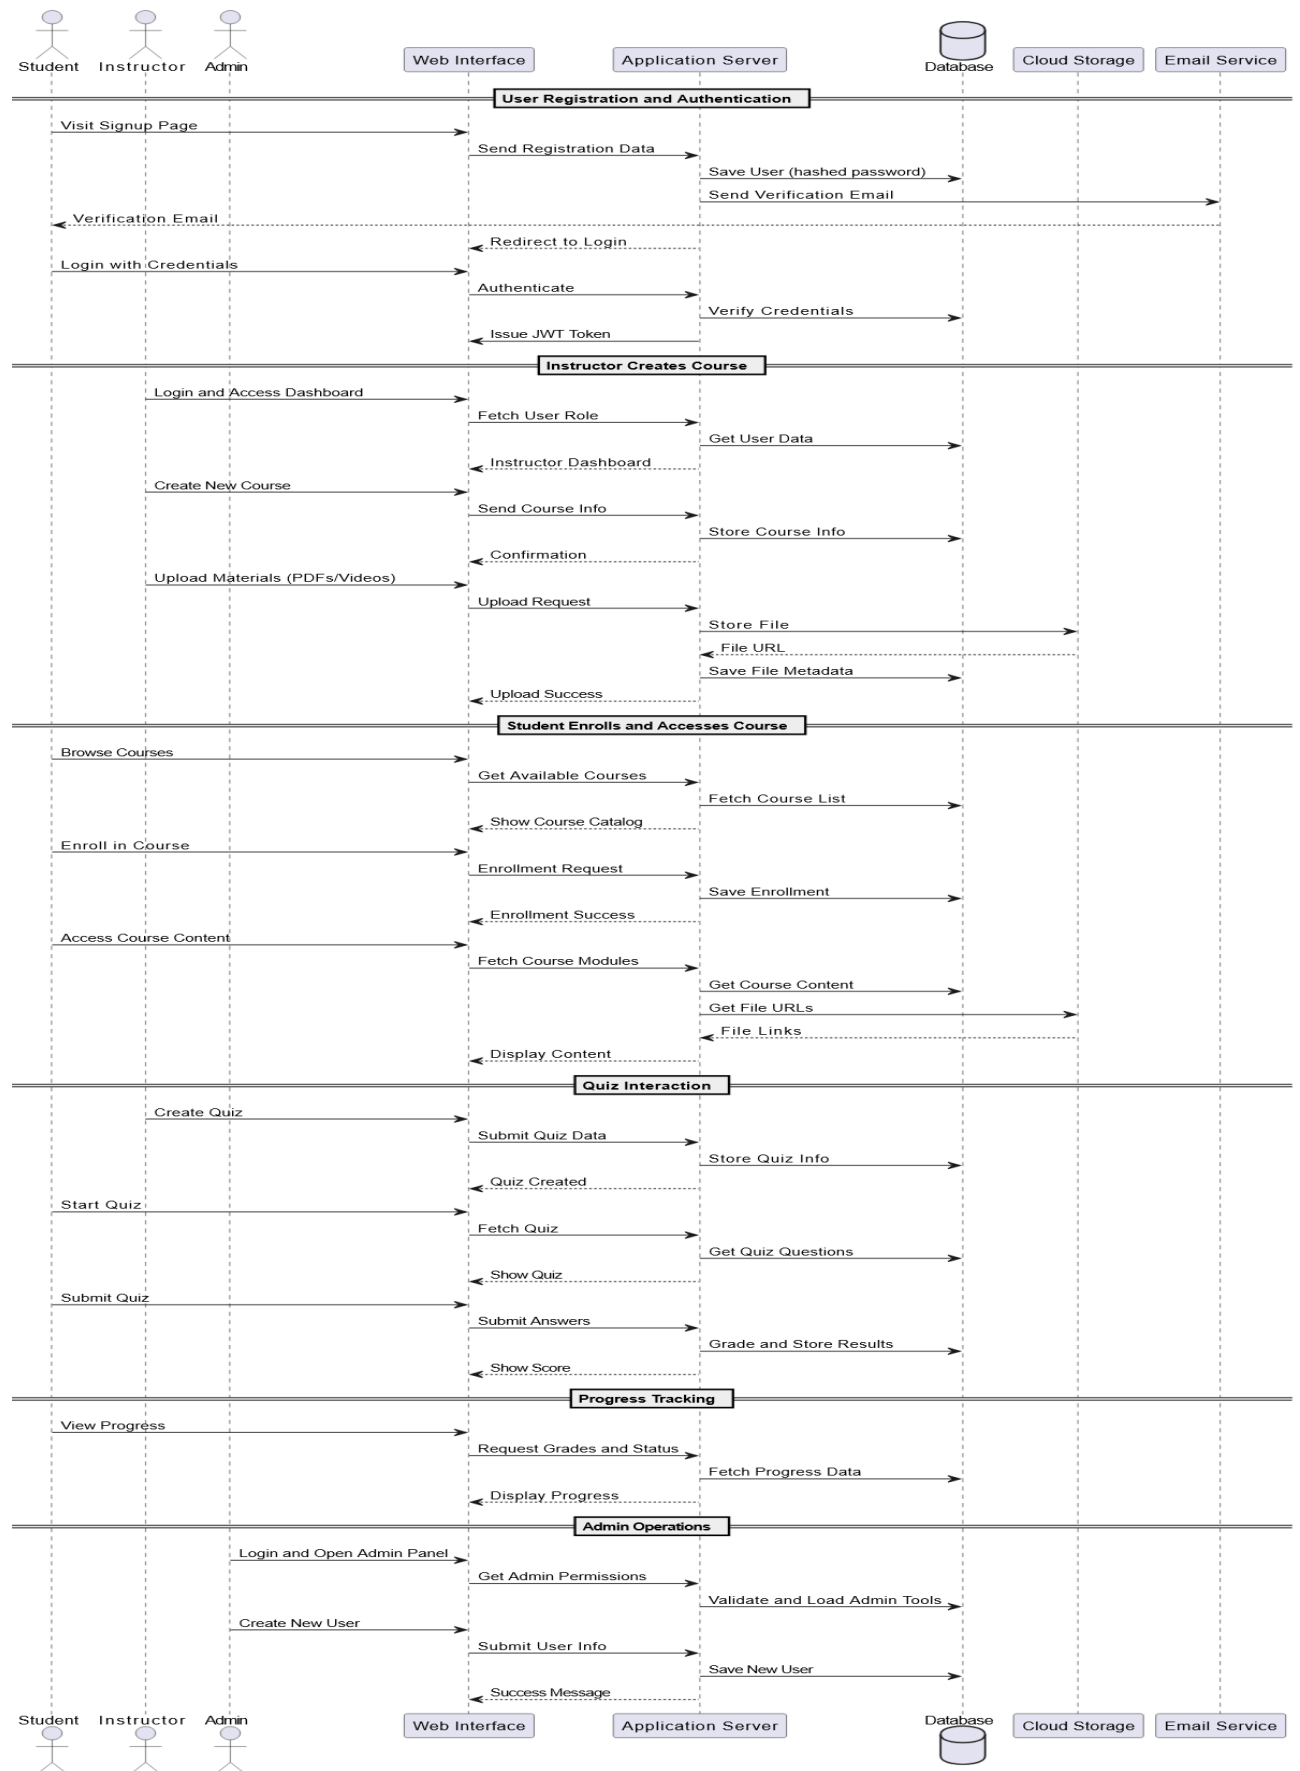 Student Instructor Admin Web Interface Application Server Database Cloud Storage Email Service
User Registration and Authentication
Visit Signup Page
Send Registration Data
Save User (hashed password)
Send Verification Email
Verification Email
Redirect to Login
Login with Credentials
Authenticate
Verify Credentials
Issue JWT Token
Instructor Creates Course
Login and Access Dashboard
Fetch User Role
Get User Data
Instructor Dashboard
Create New Course
Send Course Info
Store Course Info
Confirmation
Upload Materials (PDFs/Videos)
Upload Request
Store File
File URL
Save File Metadata
Upload Success
Student Enrolls and Accesses Course
Browse Courses
Get Available Courses
Fetch Course List
Show Course Catalog
Enroll in Course
Enrollment Request
Save Enrollment
Enrollment Success
Access Course Content
Fetch Course Modules
Get Course Content
Get File URLs
File Links
Display Content
Quiz Interaction
Create Quiz
Submit Quiz Data
Store Quiz Info
Quiz Created
Start Quiz
Fetch Quiz
Get Quiz Questions
Show Quiz
Submit Quiz
Submit Answers
Grade and Store Results
Show Score
Progress Tracking
View Progress
Request Grades and Status
Fetch Progress Data
Display Progress
Admin Operations
Login and Open Admin Panel
Get Admin Permissions
Validate and Load Admin Tools
Create New User
Submit User Info
Save New User
Success Message
Student Instructor Admin Web Interface Application Server Database Cloud Storage Email Service